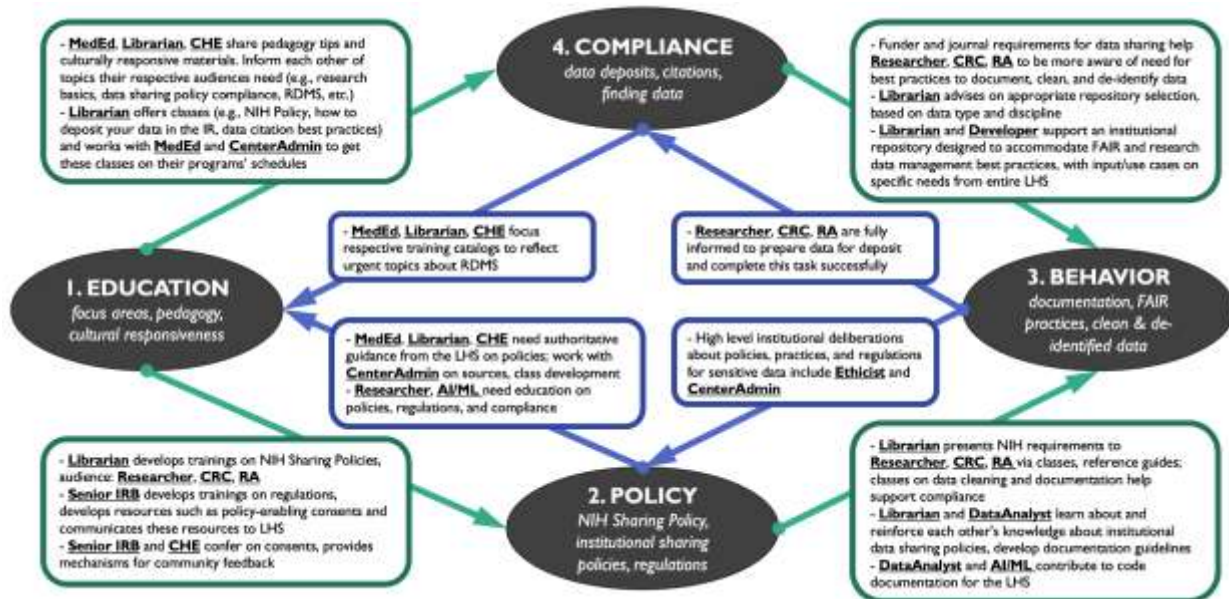 - MedEd, Librarian, CHE share pedagogy tips and
culturally responsive materials. Inform each other of
topics their respective audiences need (e.g., research
basics, data sharing policy compliance, RDMS, etc.)
- Librarian offers classes (e.g., NIH Policy, how to
deposit your data in the IR, data citation best practices)
and works with MedEd and CenterAdmin to get
these classes on their programs' schedules
4. COMPLIANCE
data deposits, citations,
finding data
- Funder and journal requirements for data sharing help
Researcher, CRC, RA to be more aware of need for
best practices to document, clean, and de-identify data
- Librarian advises on appropriate repository selection,
based on data type and discipline
- Librarian and Developer support an institutional
repository designed to accommodate FAIR and research
data management best practices, with input/use cases on
specific needs from entire LHS
- MedEd, Librarian, CHE focus
respective training catalogs to reflect
urgent topics about RDMS
- Researcher, CRC, RA are fully
informed to prepare data for deposit
and complete this task successfully
1. EDUCATION
focus areas, pedagogy,
cultural responsiveness
3. BEHAVIOR
documentation, FAIR
practices, clean & de-
identified data
- MedEd, Librarian, CHE need authoritative
guidance from the LHS on policies; work with
CenterAdmin on sources, class development
- Researcher, AI/ML need education on
policies, regulations, and compliance
- High level institutional deliberations
about policies, practices, and regulations
for sensitive data include Ethicist and
CenterAdmin
- Librarian develops trainings on NIH Sharing Policies,
audience: Researcher, CRC, RA
- Senior IRB develops trainings on regulations,
develops resources such as policy-enabling consents and
communicates these resources to LHS
- Senior IRB and CHE confer on consents, provides
mechanisms for community feedback
2. POLICY
NIH Sharing Policy,
institutional sharing
policies, regulations
- Librarian presents NIH requirements to
Researcher, CRC, RA via classes, reference guides;
classes on data cleaning and documentation help
support compliance
- Librarian and DataAnalyst learn about and
reinforce each other's knowledge about institutional
data sharing policies, develop documentation guidelines
- DataAnalyst and AI/ML contribute to code
documentation for the LHS